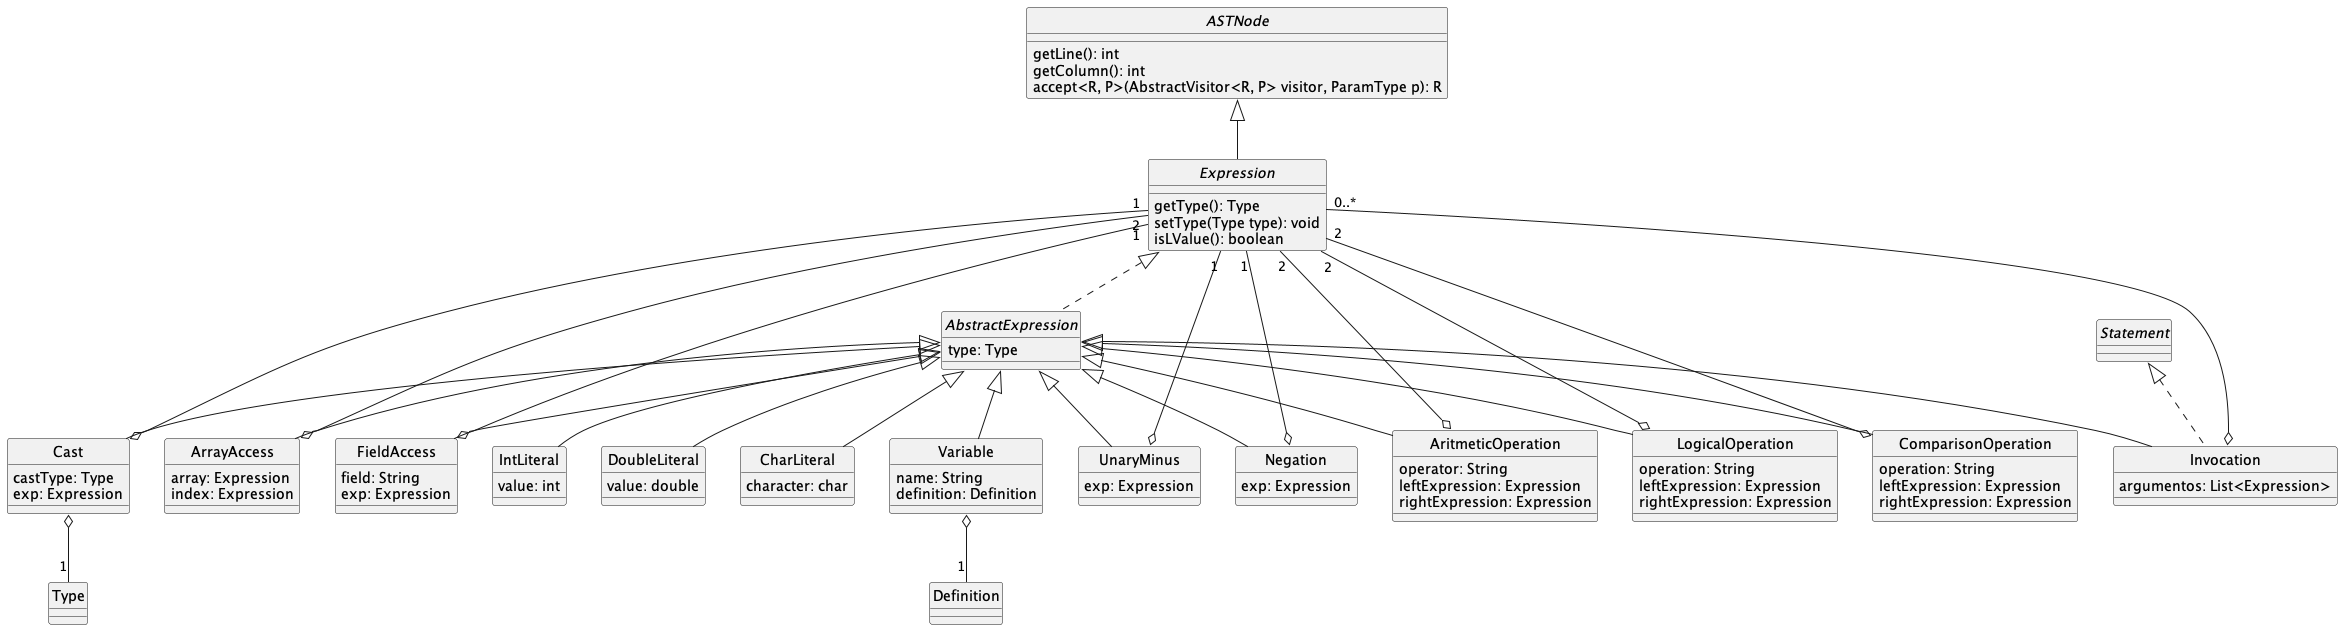 ASTNode
getLine(): int
getColumn(): int
accept<R, P>(AbstractVisitor<R, P> visitor, ParamType p): R
Expression
getType(): Type
setType(Type type): void
isLValue(): boolean
1
2
1
0..*
2
1
1
2
2
AbstractExpression
type: Type
Statement
Cast
castType: Type
exp: Expression
ArrayAccess
array: Expression
index: Expression
FieldAccess
field: String
exp: Expression
IntLiteral
value: int
DoubleLiteral
value: double
CharLiteral
character: char
Variable
name: String
definition: Definition
UnaryMinus
exp: Expression
Negation
exp: Expression
AritmeticOperation
operator: String
leftExpression: Expression
rightExpression: Expression
LogicalOperation
operation: String
leftExpression: Expression
rightExpression: Expression
ComparisonOperation
operation: String
leftExpression: Expression
rightExpression: Expression
Invocation
argumentos: List<Expression>
1
1
Type
Definition